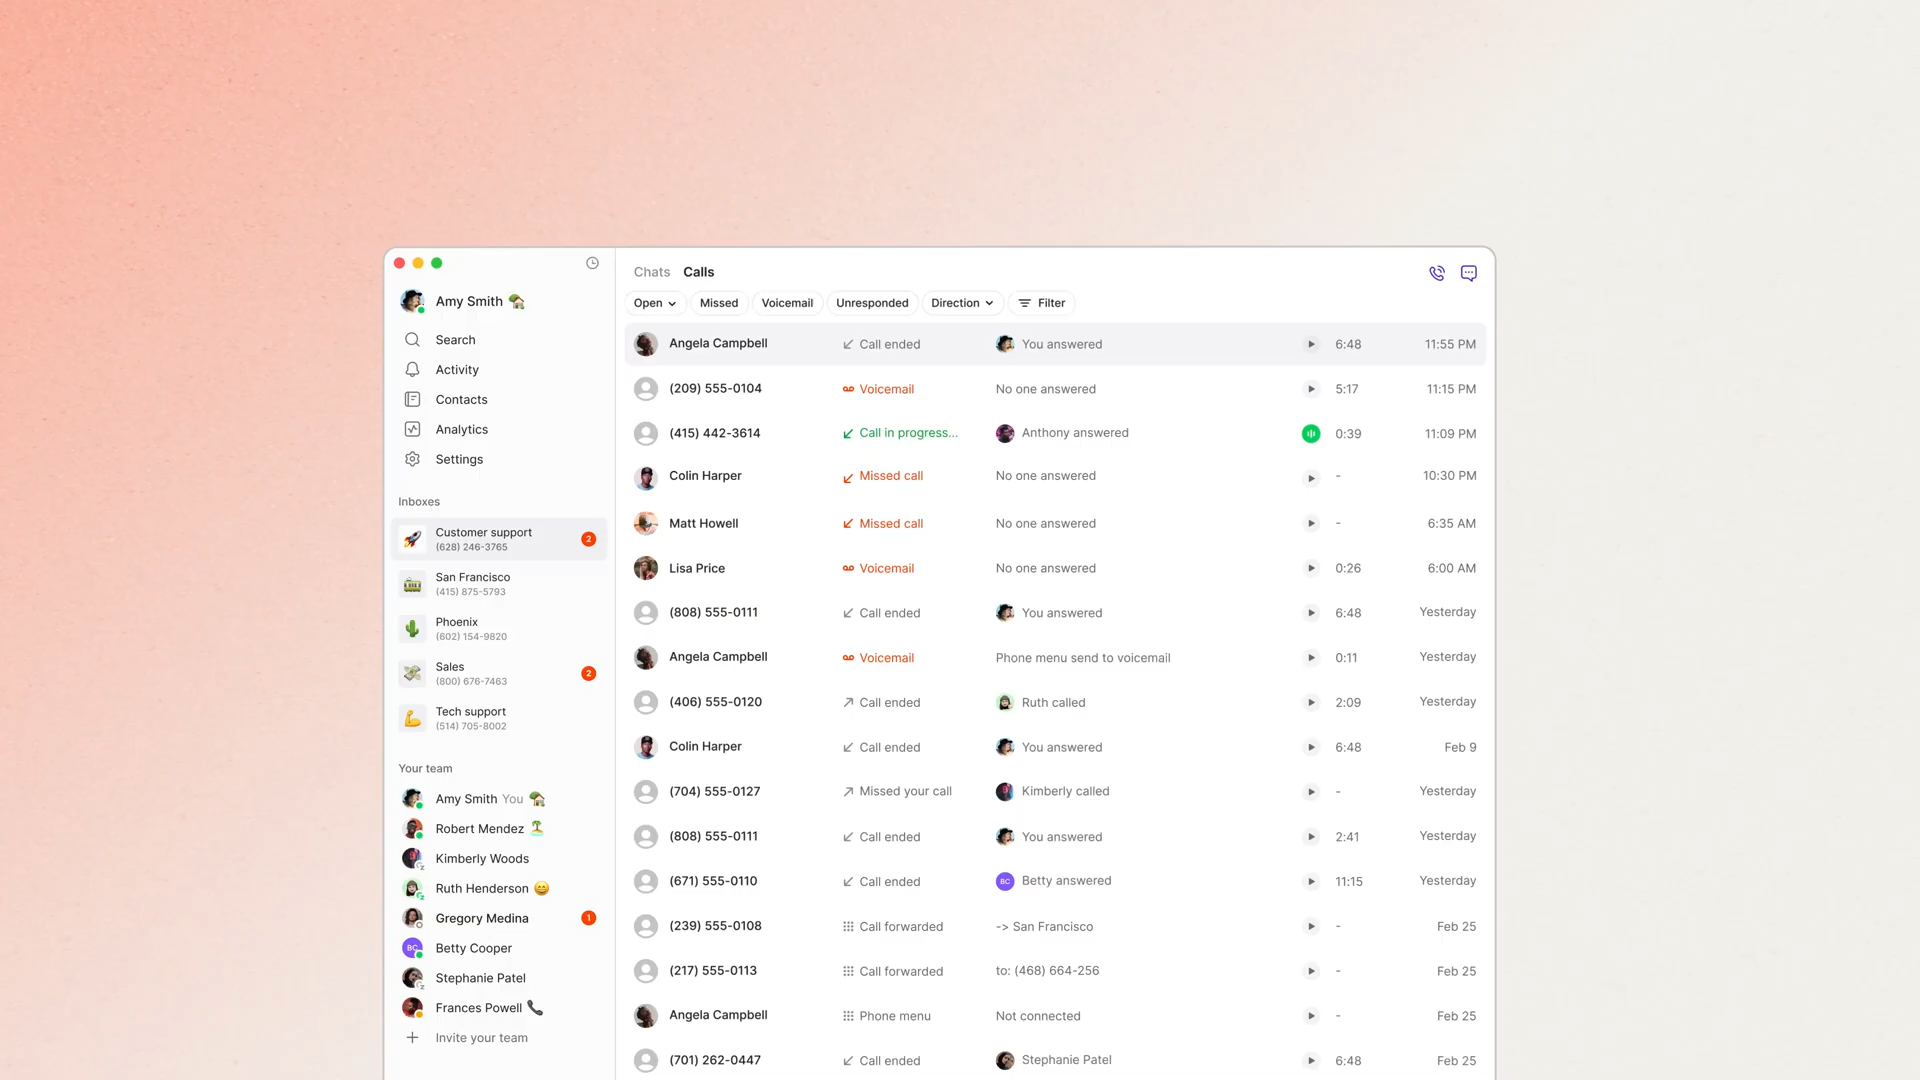 Amy Smith
Search
Activity
Contacts
Analytics
Settings
Inboxes
Customer support
(628) 246-3765
2
San Francisco
(415) 875-5793
Phoenix
(602) 154-9820
Sales
(800) 676-7463
2
Tech support
(514) 705-8002
Your team
Amy Smith You
Robert Mendez
Kimberly Woods
Ruth Henderson
Gregory Medina
1
BC
Betty Cooper
Stephanie Patel
Frances Powell
Invite your team
Chats Calls
Open Missed Voicemail Unresponded Direction Filter
Angela Campbell Call ended You answered 6:48 11:55 PM
(209) 555-0104 Voicemail No one answered 5:17 11:15 PM
(415) 442-3614 Call in progress... Anthony answered 0:39 11:09 PM
Colin Harper Missed call No one answered - 10:30 PM
Matt Howell Missed call No one answered - 6:35 AM
Lisa Price Voicemail No one answered 0:26 6:00 AM
(808) 555-0111 Call ended You answered 6:48 Yesterday
Angela Campbell Voicemail Phone menu send to voicemail 0:11 Yesterday
(406) 555-0120 Call ended Ruth called 2:09 Yesterday
Colin Harper Call ended You answered 6:48 Feb 9
(704) 555-0127 Missed your call Kimberly called - Yesterday
(808) 555-0111 Call ended You answered 2:41 Yesterday
(671) 555-0110 Call ended BC Betty answered 11:15 Yesterday
(239) 555-0108 Call forwarded -> San Francisco - Feb 25
(217) 555-0113 Call forwarded to: (468) 664-256 - Feb 25
Angela Campbell Phone menu Not connected - Feb 25
(701) 262-0447 Call ended Stephanie Patel 6:48 Feb 25